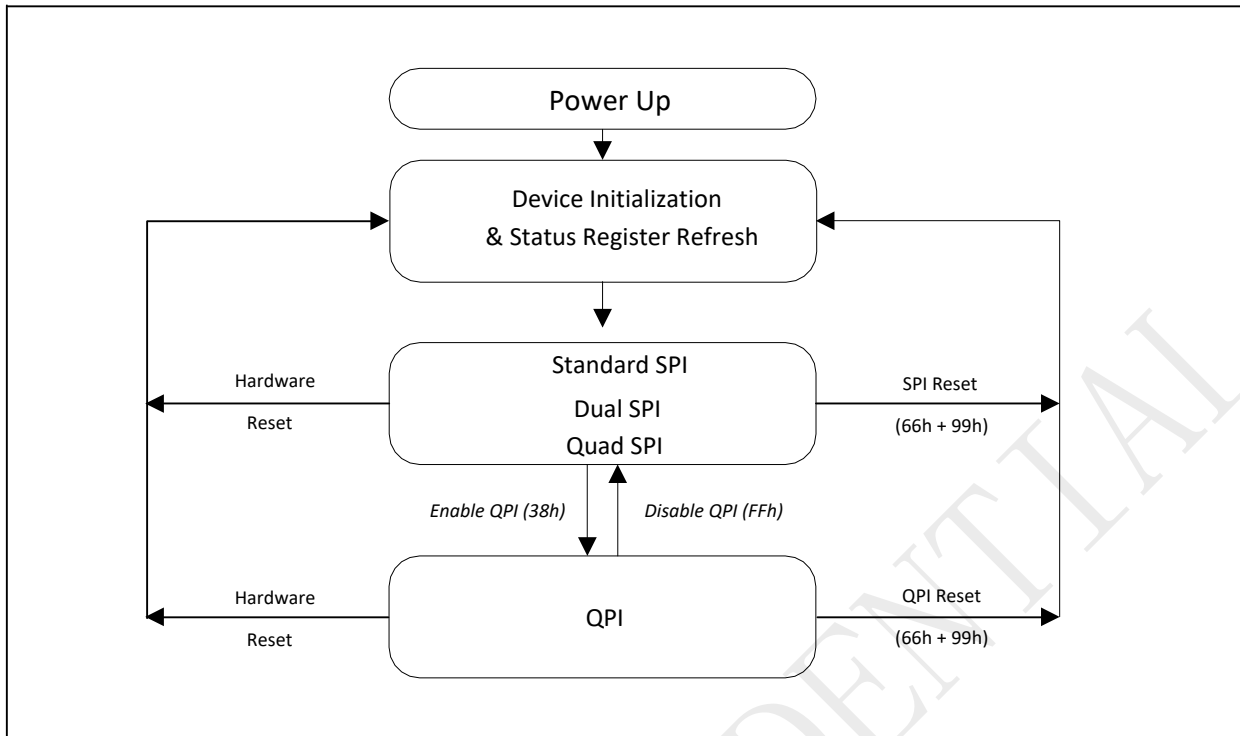 Power Up
Device Initialization
& Status Register Refresh
Standard SPI
Dual SPI
Quad SPI
Hardware
Reset
SPI Reset
(66h + 99h)
Enable QPI (38h)
Disable QPI (FFh)
QPI
Hardware
Reset
QPI Reset
(66h + 99h)
DENTIAL